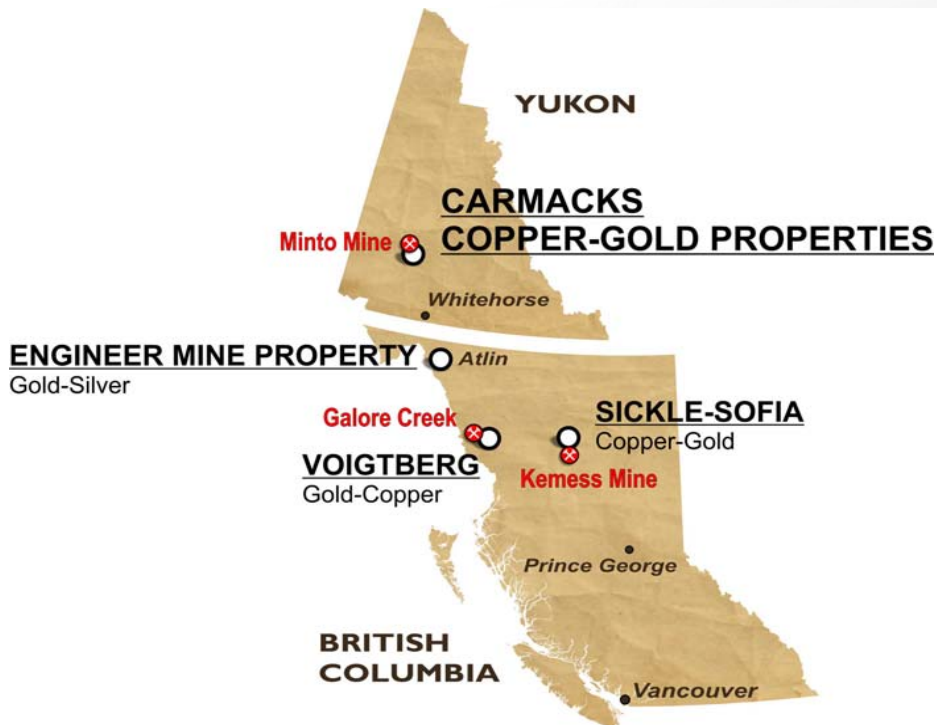 YUKON
CARMACKS
COPPER-GOLD PROPERTIES
Minto Mine
Whitehorse
ENGINEER MINE PROPERTY
Gold-Silver
Atlin
Galore Creek
VOIGTBERG
Gold-Copper
SICKLE-SOFIA
Copper-Gold
Kemess Mine
Prince George
BRITISH
COLUMBIA
Vancouver